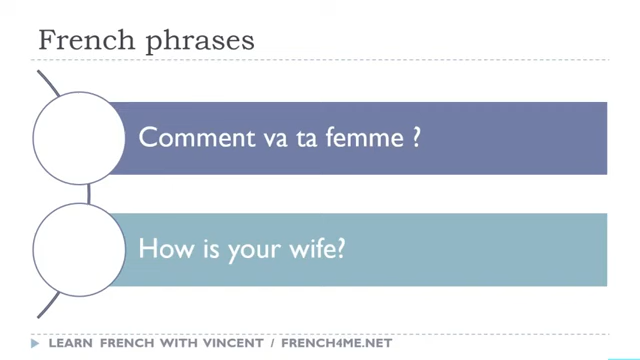 French phrases
Comment va ta femme ?
How is your wife?
LEARN FRENCH WITH VINCENT / FRENCH4ME.NET